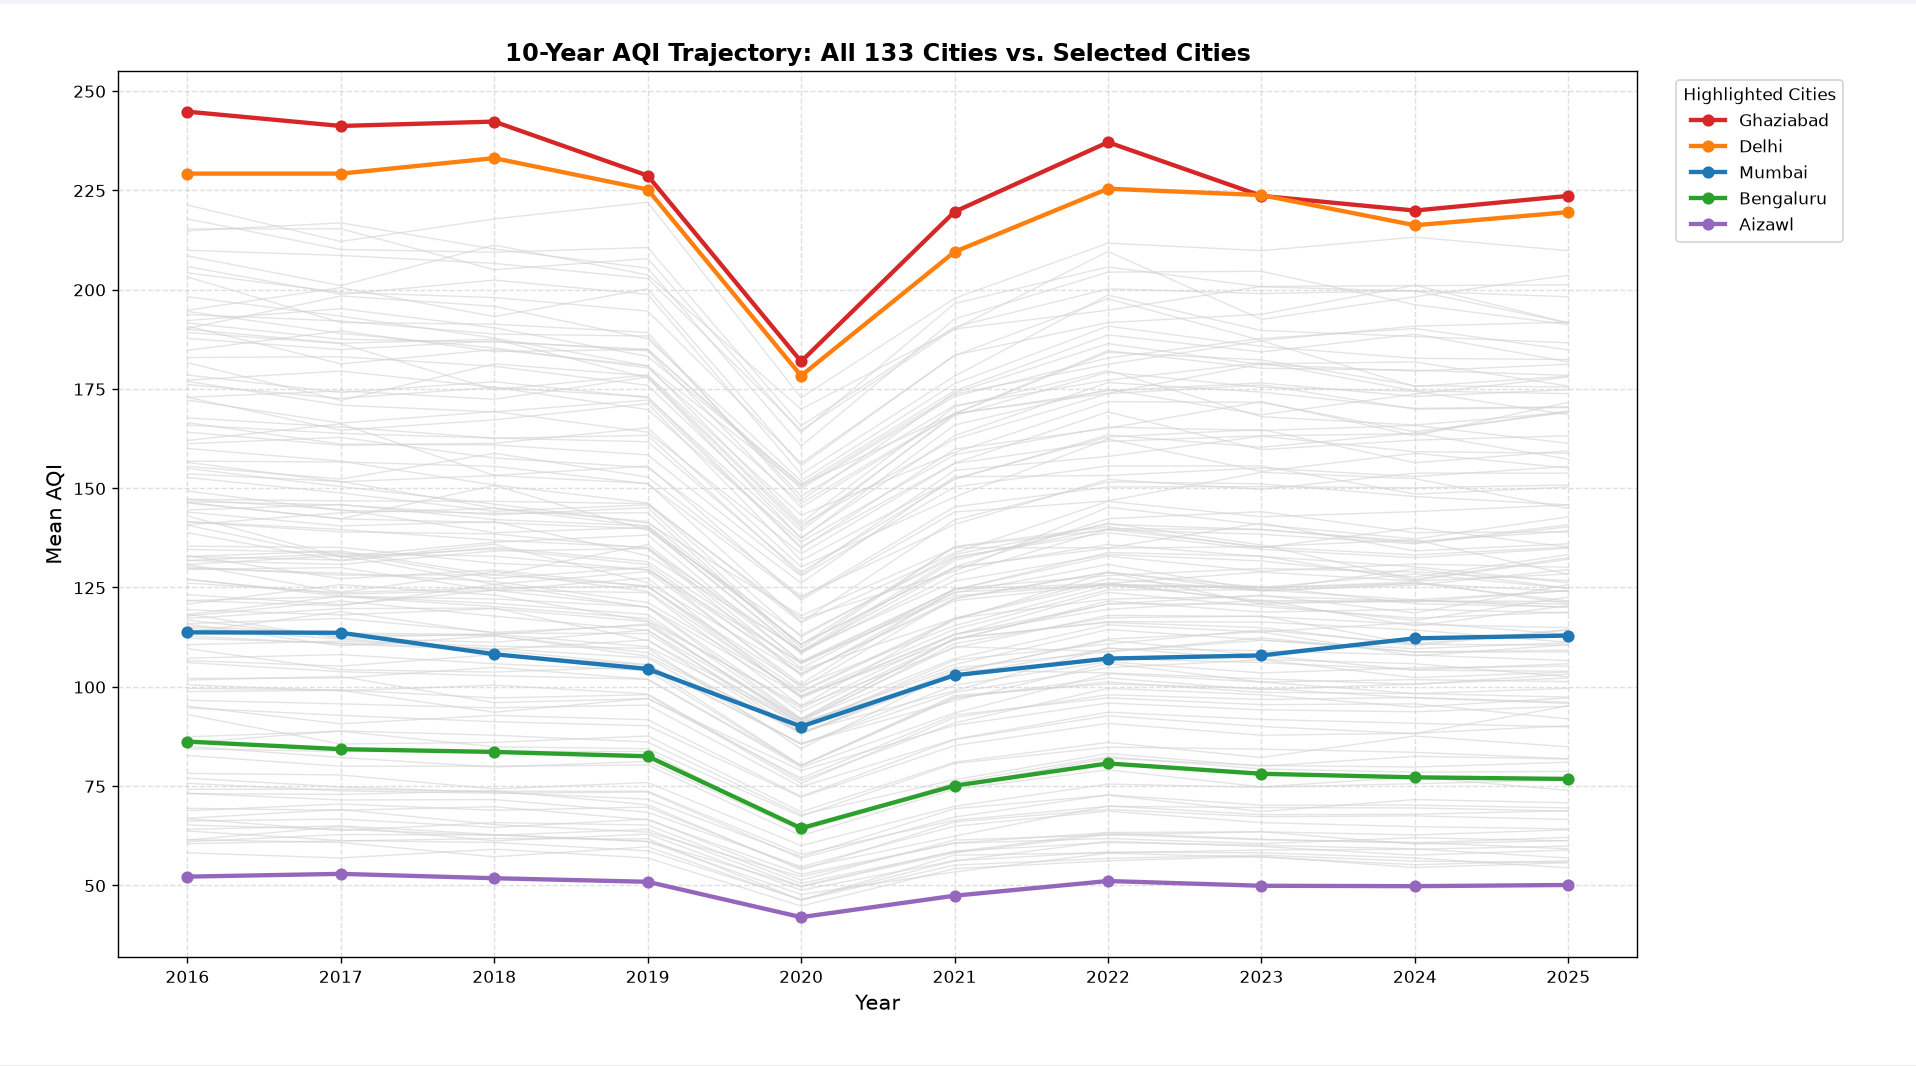 10-Year AQI Trajectory: All 133 Cities vs. Selected Cities
Highlighted Cities
Ghaziabad
Delhi
Mumbai
Bengaluru
Aizawl
Mean AQI
250
225
200
175
150
125
100
75
50
2016 2017 2018 2019 2020 2021 2022 2023 2024 2025
Year